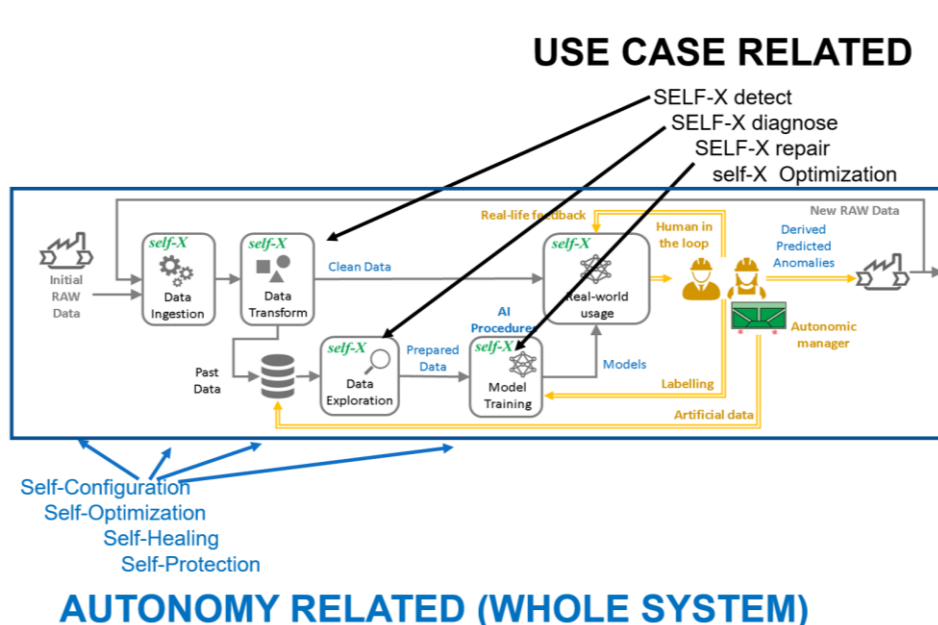 USE CASE RELATED
SELF-X detect
SELF-X diagnose
SELF-X repair
self-X Optimization
Real-life feedback
New RAW Data
Initial
RAW
Data
self-X
Data
Ingestion
self-X
Data
Transform
Clean Data
self-X
Real-world
usage
Human in
the loop
Derived
Predicted
Anomalies
Autonomic
manager
Past
Data
self-X
Data
Exploration
Prepared
Data
AI
Procedures
self-X
Model
Training
Models
Labelling
Artificial data
Self-Configuration
Self-Optimization
Self-Healing
Self-Protection
AUTONOMY RELATED (WHOLE SYSTEM)